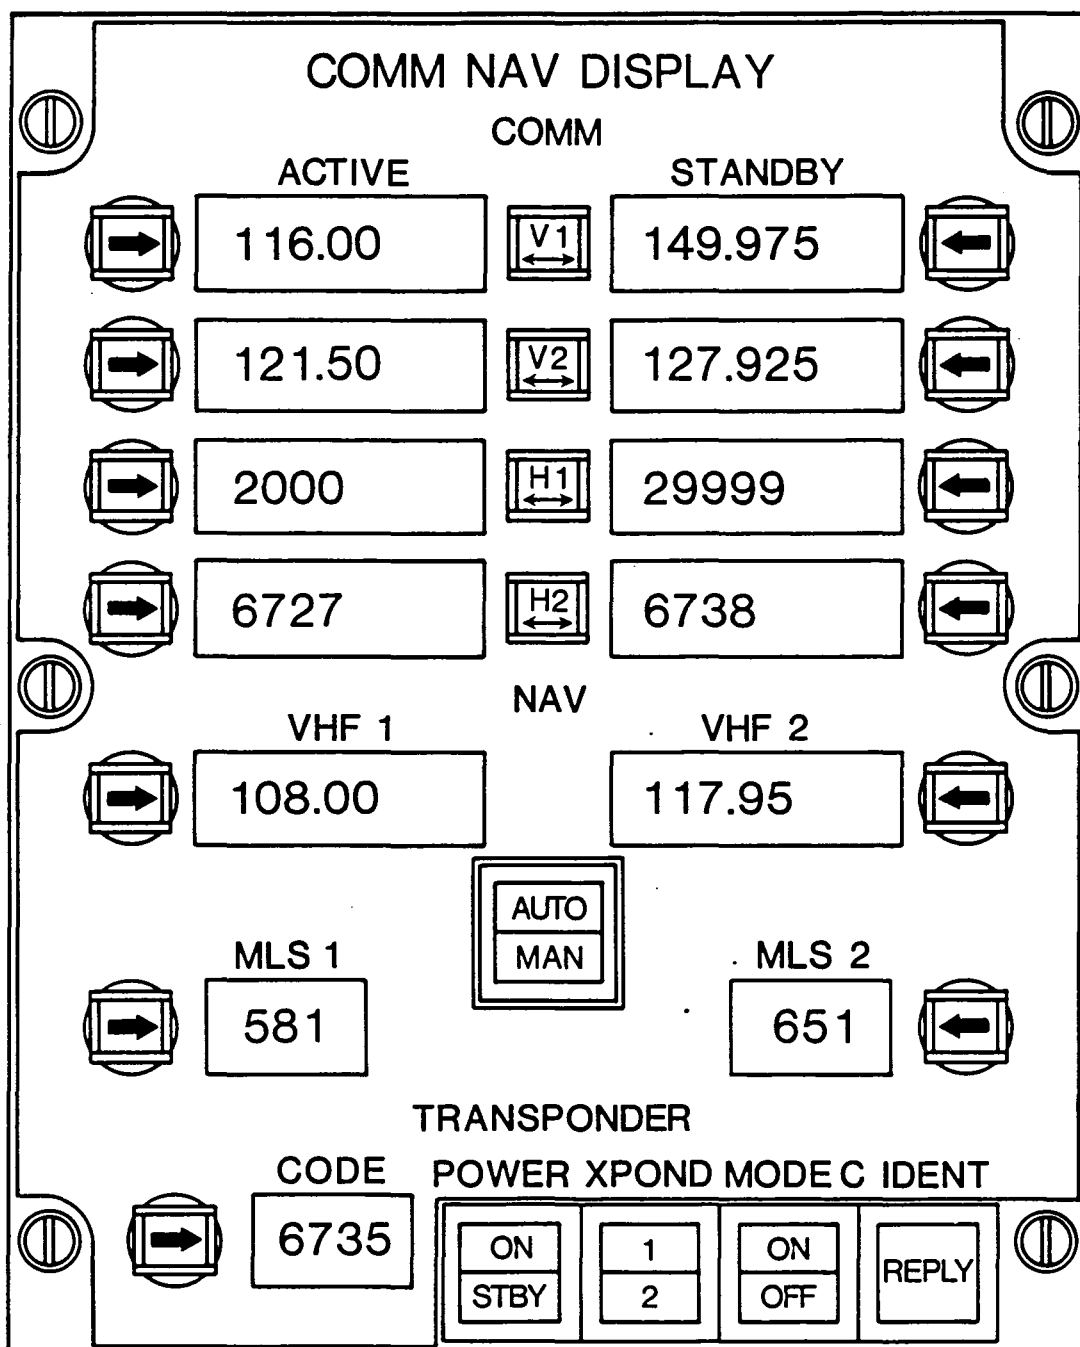 COMM NAV DISPLAY
COMM
ACTIVE STANDBY
116.00 V1 149.975
121.50 V2 127.925
2000 H1 29999
6727 H2 6738
NAV
VHF 1 VHF 2
108.00 117.95
AUTO
MAN
MLS 1 MLS 2
581 651
TRANSPONDER
CODE POWER XPOND MODE C IDENT
6735 ON 1 ON REPLY
STBY 2 OFF